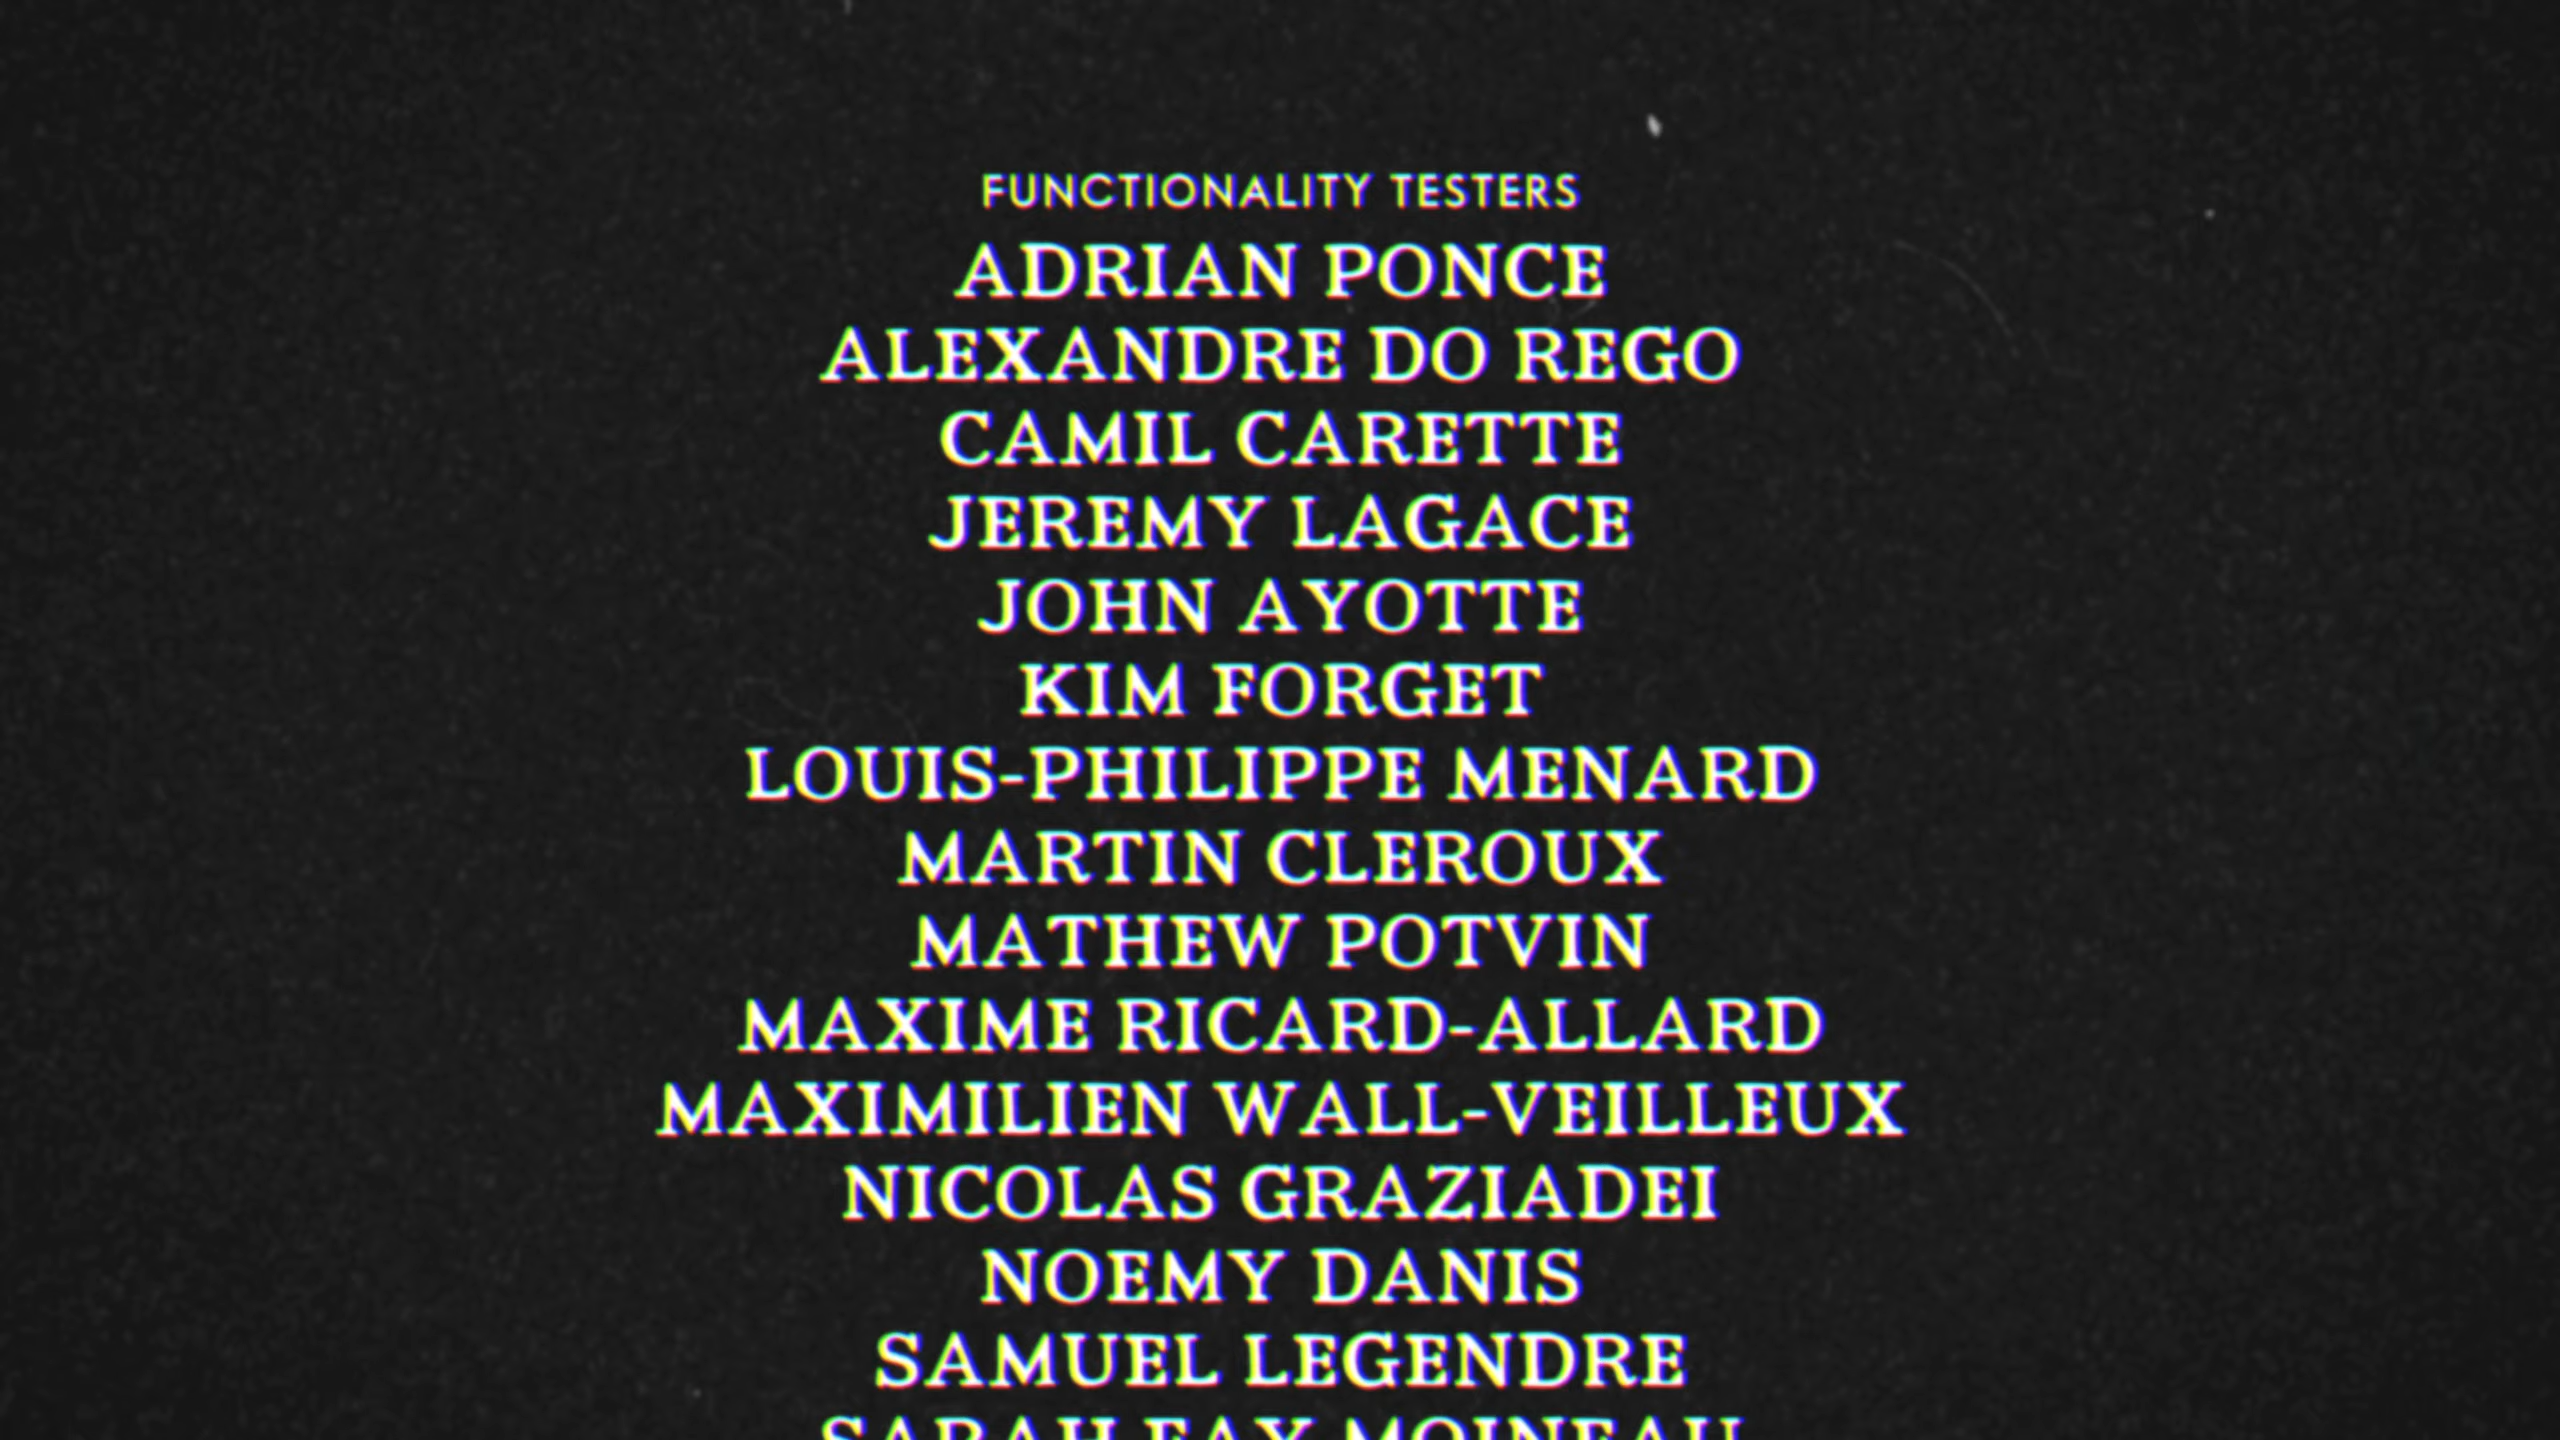 FUNCTIONALITY TESTERS
ADRIAN PONCE
ALEXANDRE DO REGO
CAMIL CARETTE
JEREMY LAGACE
JOHN AYOTTE
KIM FORGET
LOUIS-PHILIPPE MENARD
MARTIN CLEROUX
MATHEW POTVIN
MAXIME RICARD-ALLARD
MAXIMILIEN WALL-VEILLEUX
NICOLAS GRAZIADEI
NOEMY DANIS
SAMUEL LEGENDRE
SARAH FAY MOINEAU